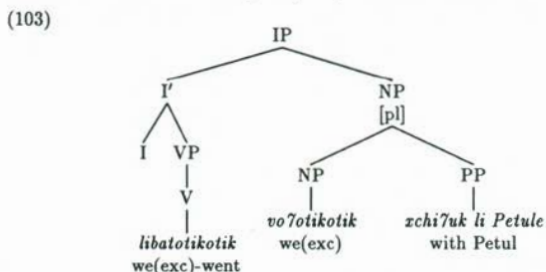 (103)
IP
I′ NP
[pl]
I VP NP PP
V vo7otikotik xchi7uk li Petule
we(exc) with Petul
libatotikotik
we(exc)-went